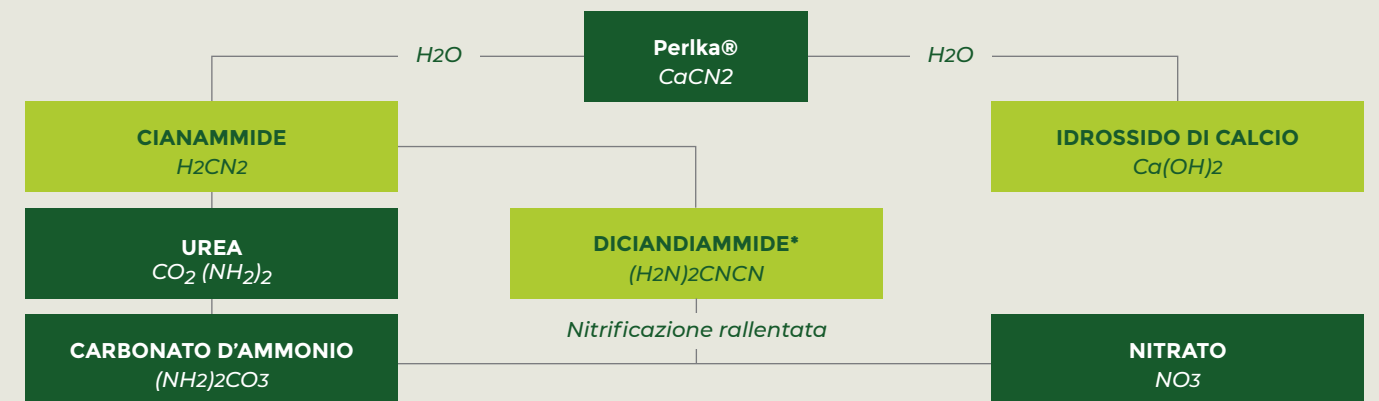 Perlka®
CaCN2
H2O
H2O
CIANAMMIDE
H2CN2
IDROSSIDO DI CALCIO
Ca(OH)2
UREA
CO2 (NH2)2
DICIANDIAMMIDE*
(H2N)2CNCN
Nitrificazione rallentata
CARBONATO D’AMMONIO
(NH2)2CO3
NITRATO
NO3